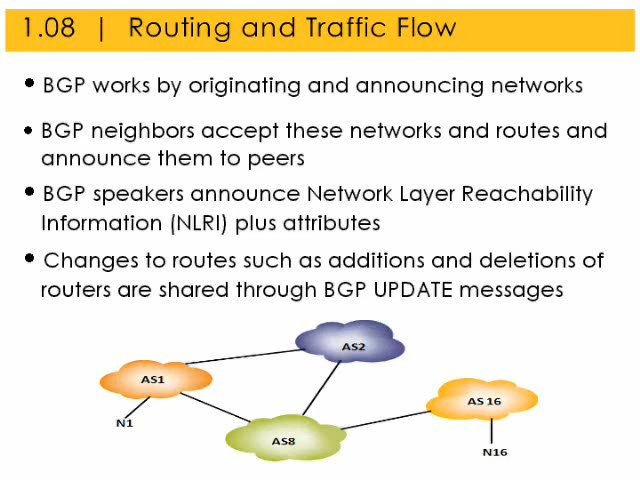 1.08 | Routing and Traffic Flow
• BGP works by originating and announcing networks
• BGP neighbors accept these networks and routes and
announce them to peers
• BGP speakers announce Network Layer Reachability
Information (NLRI) plus attributes
• Changes to routes such as additions and deletions of
routers are shared through BGP UPDATE messages
AS2
AS1
AS 16
N1
AS8
N16